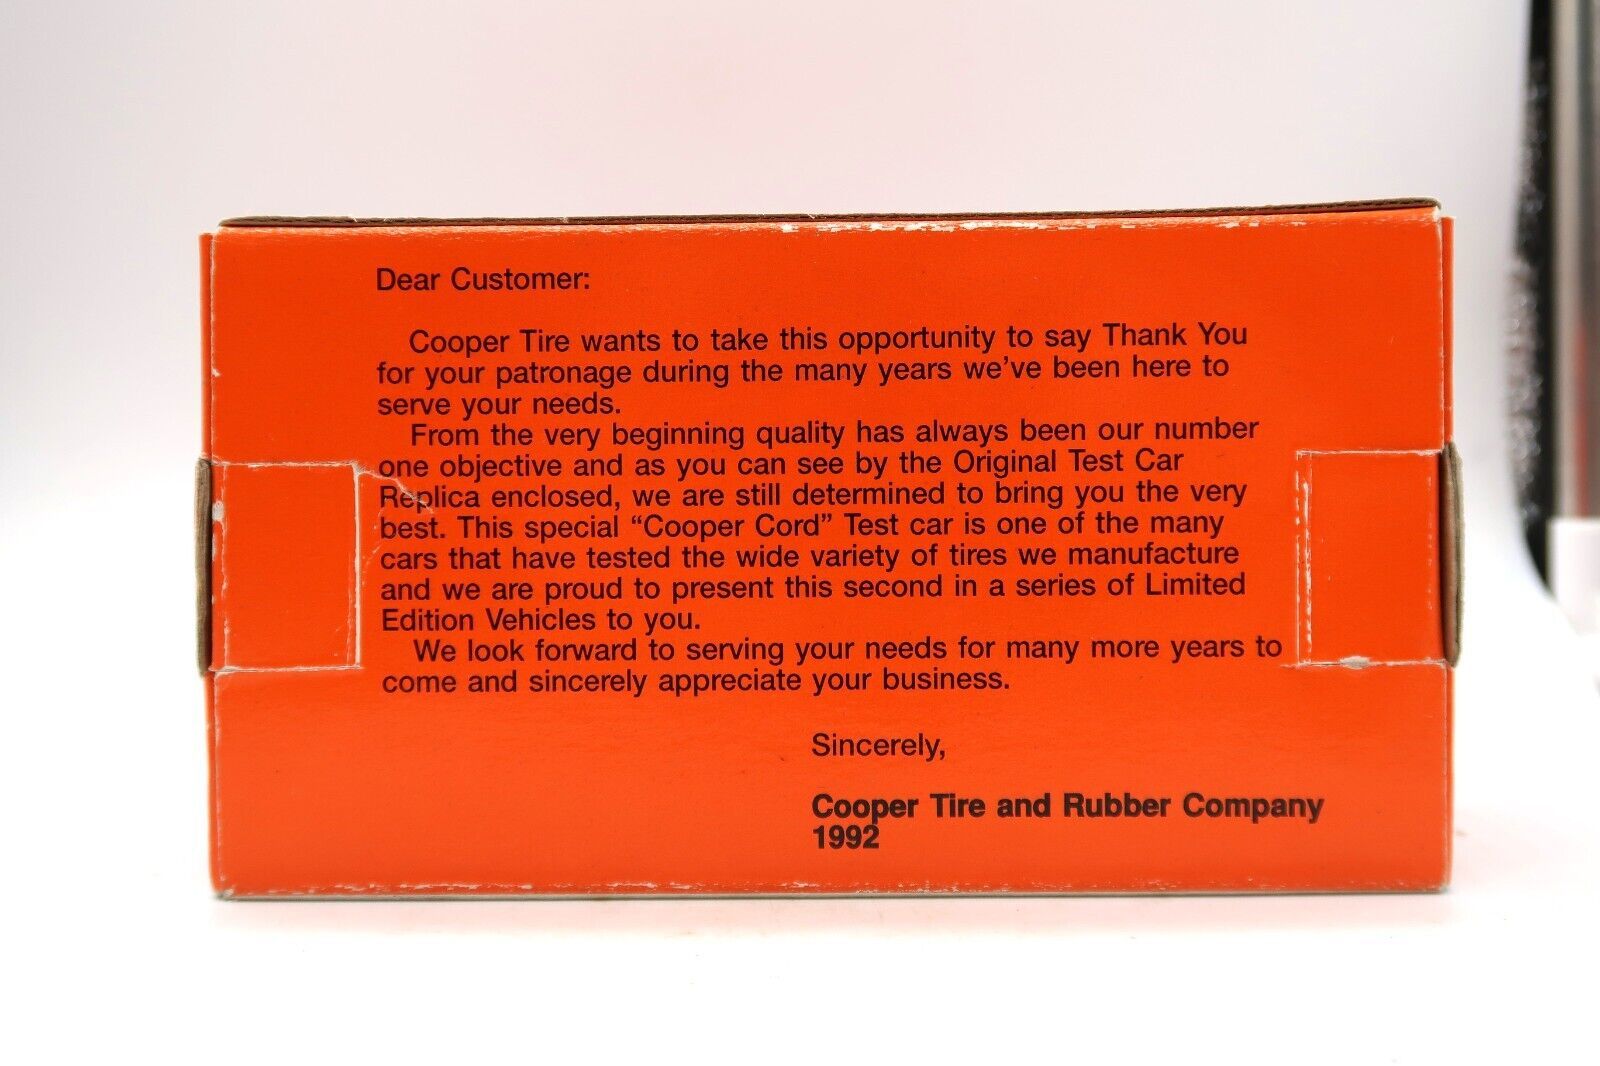 Dear Customer:
Cooper Tire wants to take this opportunity to say Thank You
for your patronage during the many years we've been here to
serve your needs.
From the very beginning quality has always been our number
one objective and as you can see by the Original Test Car
Replica enclosed, we are still determined to bring you the very
best. This special “Cooper Cord” Test car is one of the many
cars that have tested the wide variety of tires we manufacture
and we are proud to present this second in a series of Limited
Edition Vehicles to you.
We look forward to serving your needs for many more years to
come and sincerely appreciate your business.
Sincerely,
Cooper Tire and Rubber Company
1992